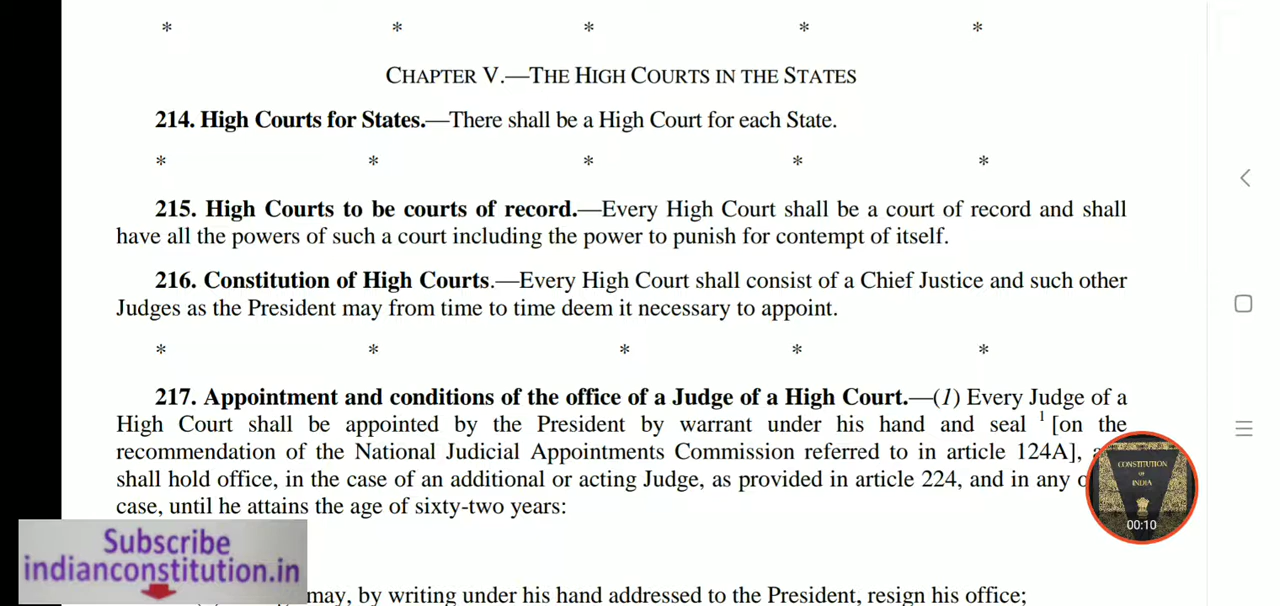 * * * * *
CHAPTER V.—THE HIGH COURTS IN THE STATES
214. High Courts for States.—There shall be a High Court for each State.
* * * * *
215. High Courts to be courts of record.—Every High Court shall be a court of record and shall
have all the powers of such a court including the power to punish for contempt of itself.
216. Constitution of High Courts.—Every High Court shall consist of a Chief Justice and such other
Judges as the President may from time to time deem it necessary to appoint.
* * * * *
217. Appointment and conditions of the office of a Judge of a High Court.—(1) Every Judge of a
High Court shall be appointed by the President by warrant under his hand and seal 1 [on the
recommendation of the National Judicial Appointments Commission referred to in article 124A],
shall hold office, in the case of an additional or acting Judge, as provided in article 224, and in any
case, until he attains the age of sixty-two years:
may, by writing under his hand addressed to the President, resign his office;
CONSTITUTION
OF
INDIA
00:10
Subscribe
indianconstitution.in